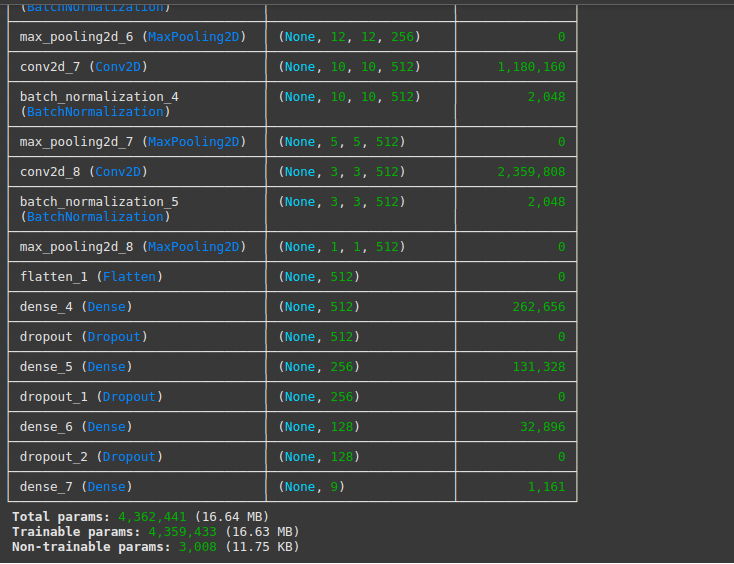 (BatchNormalization)
max_pooling2d_6 (MaxPooling2D) (None, 12, 12, 256) 0
conv2d_7 (Conv2D) (None, 10, 10, 512) 1,180,160
batch_normalization_4 (None, 10, 10, 512) 2,048
(BatchNormalization)
max_pooling2d_7 (MaxPooling2D) (None, 5, 5, 512) 0
conv2d_8 (Conv2D) (None, 3, 3, 512) 2,359,808
batch_normalization_5 (None, 3, 3, 512) 2,048
(BatchNormalization)
max_pooling2d_8 (MaxPooling2D) (None, 1, 1, 512) 0
flatten_1 (Flatten) (None, 512) 0
dense_4 (Dense) (None, 512) 262,656
dropout (Dropout) (None, 512) 0
dense_5 (Dense) (None, 256) 131,328
dropout_1 (Dropout) (None, 256) 0
dense_6 (Dense) (None, 128) 32,896
dropout_2 (Dropout) (None, 128) 0
dense_7 (Dense) (None, 9) 1,161
Total params: 4,362,441 (16.64 MB)
Trainable params: 4,359,433 (16.63 MB)
Non-trainable params: 3,008 (11.75 KB)